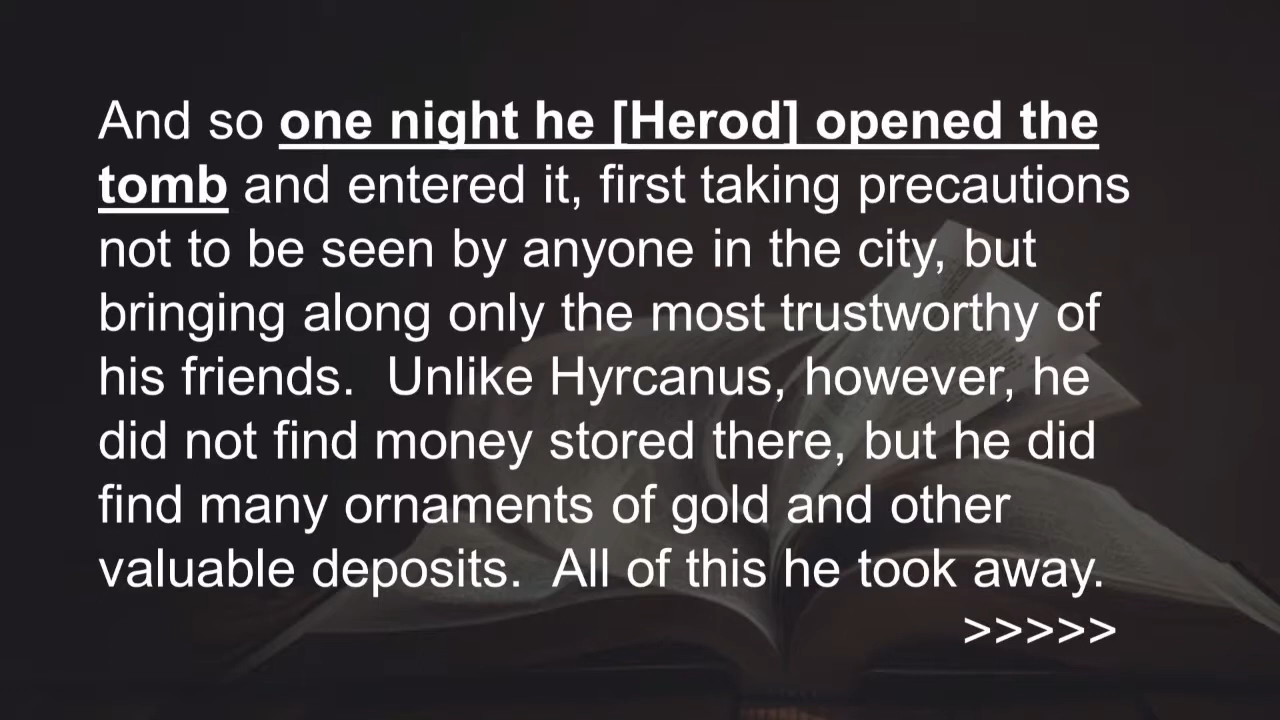 And so one night he [Herod] opened the
tomb and entered it, first taking precautions
not to be seen by anyone in the city, but
bringing along only the most trustworthy of
his friends.  Unlike Hyrcanus, however, he
did not find money stored there, but he did
find many ornaments of gold and other
valuable deposits.  All of this he took away.
>>>>>